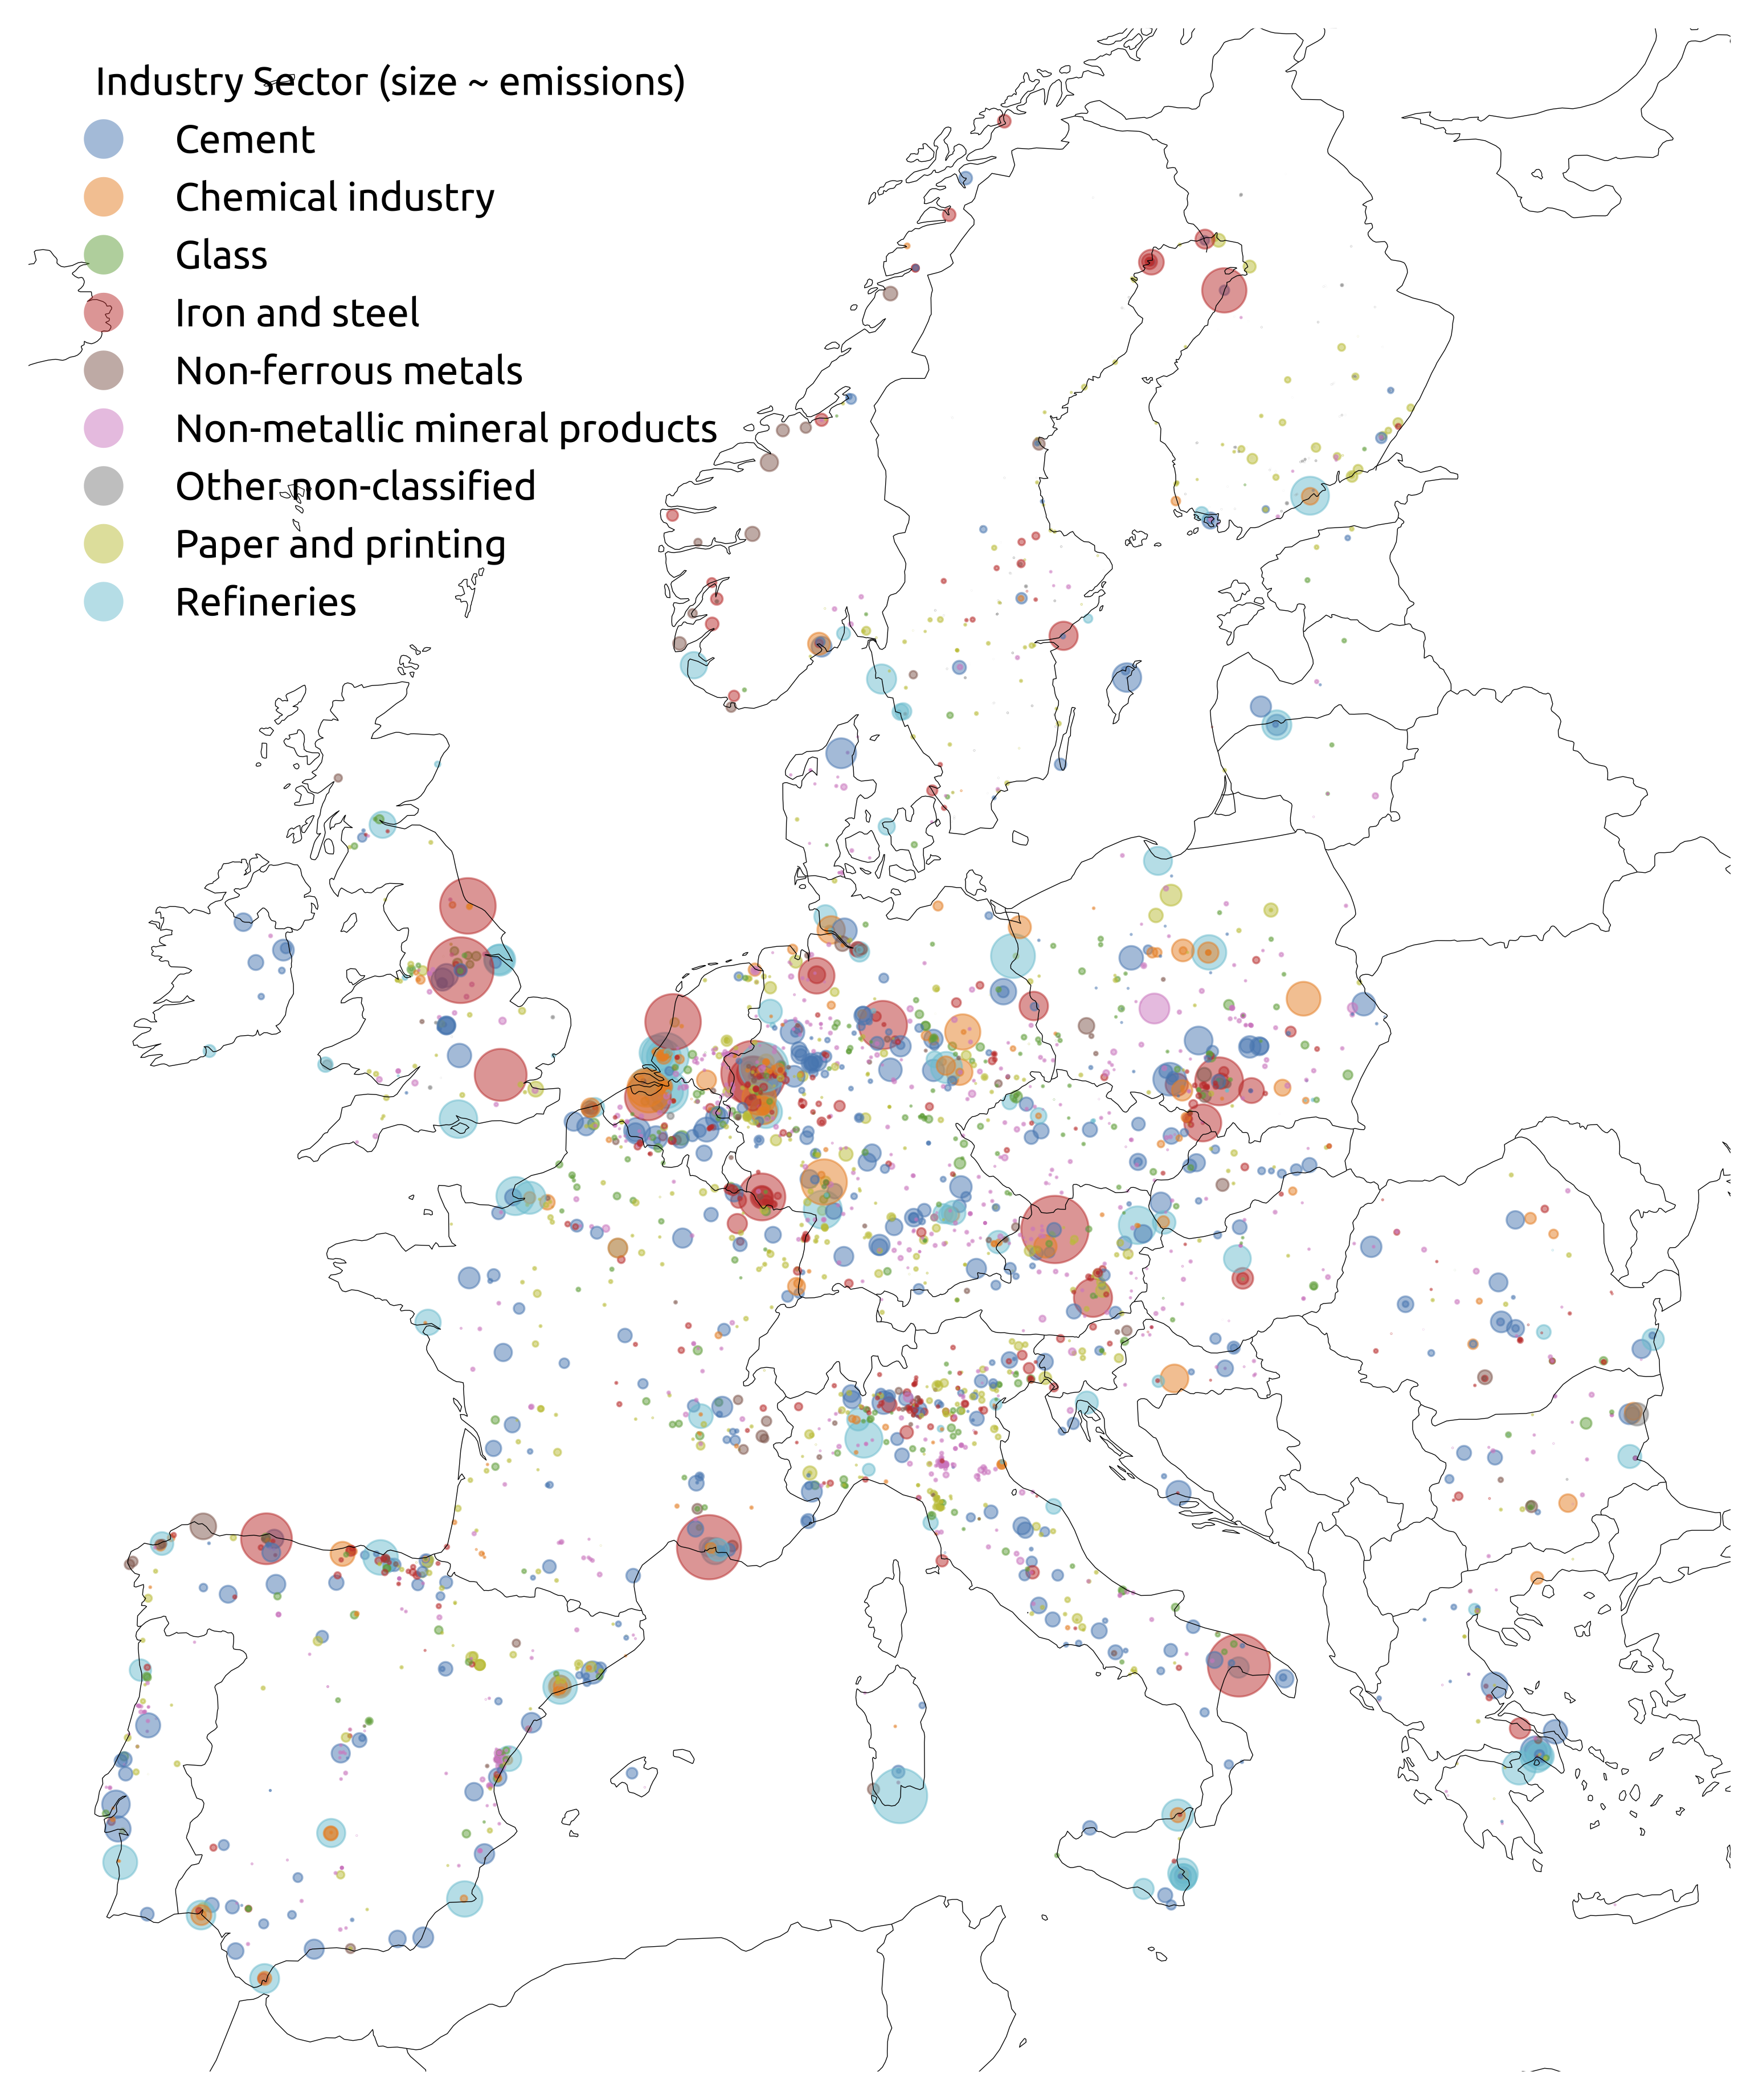 Industry Sector (size ~ emissions)
Cement
Chemical industry
Glass
Iron and steel
Non-ferrous metals
Non-metallic mineral products
Other non-classified
Paper and printing
Refineries